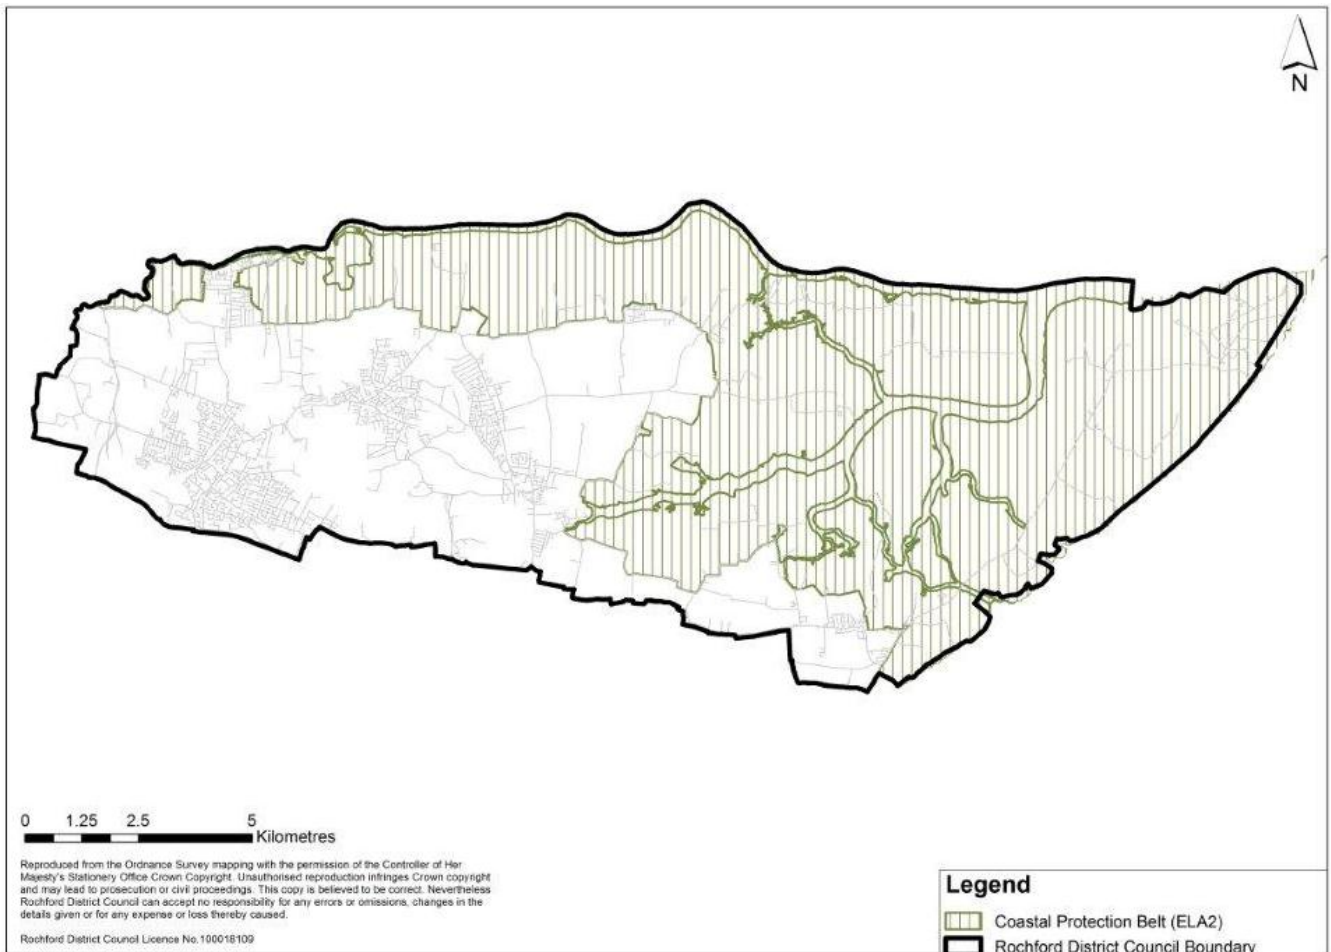 N
0 1.25 2.5 5
Kilometres
Reproduced from the Ordnance Survey mapping with the permission of the Controller of Her
Majesty's Stationery Office Crown Copyright. Unauthorised reproduction infringes Crown copyright
and may lead to prosecution or civil proceedings. This copy is believed to be correct. Nevertheless
Rochford District Council can accept no responsibility for any errors or omissions, changes in the
details given or for any expense or loss thereby caused.
Rochford District Council Licence No.100018109
Legend
Coastal Protection Belt (ELA2)
Rochford District Council Boundary